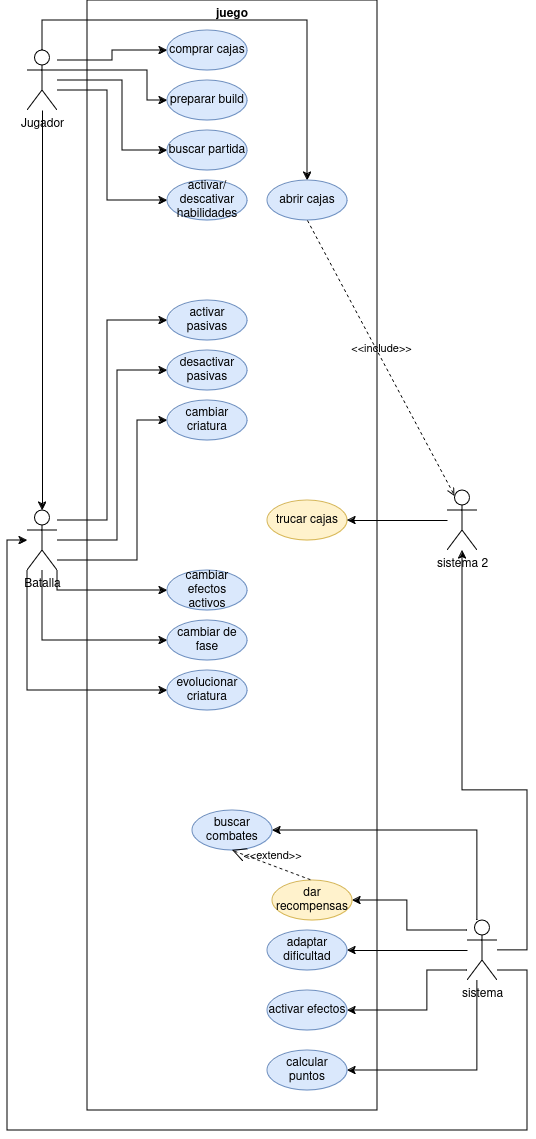 juego
comprar cajas
preparar build
Jugador
buscar partida
activar/
descativar
habilidades
abrir cajas
activar
pasivas
<<include>>
desactivar
pasivas
cambiar
criatura
trucar cajas
sistema 2
Batalla
cambiar
efectos
activos
cambiar de
fase
evolucionar
criatura
buscar
combates
<<extend>>
dar
recompensas
adaptar
dificultad
sistema
activar efectos
calcular
puntos